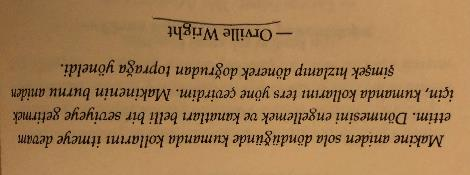 Makine aniden sola döndüğünde kumanda kollarını itmeye devam
ettim. Dönmesini engellemek ve kanatları belli bir seviyeye getirmek
için, kumanda kollarını ters yöne çevirdim. Makinenin burnu aniden
şimşek hızlanıp dönerek doğrudan toprağa yöneldi.
— Orville Wright